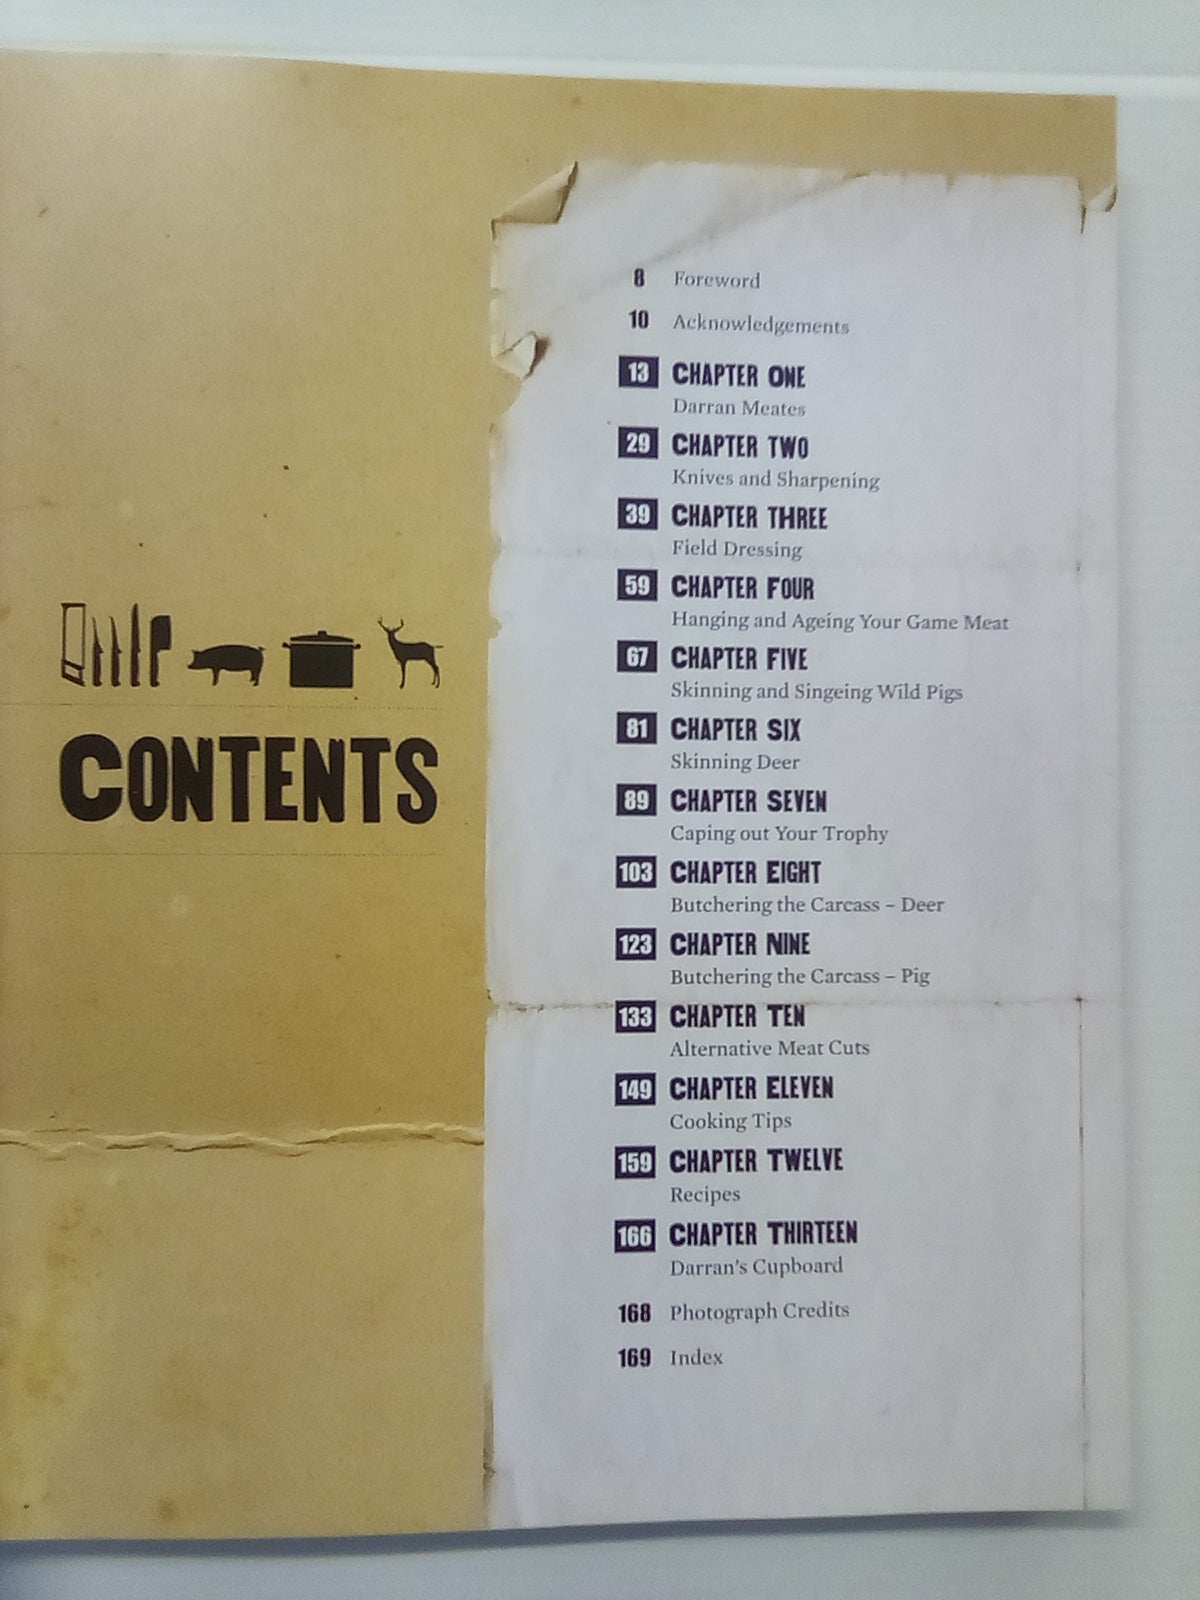 CONTENTS
8 Foreword
10 Acknowledgements
13 CHAPTER ONE
Darran Meates
29 CHAPTER TWO
Knives and Sharpening
39 CHAPTER THREE
Field Dressing
59 CHAPTER FOUR
Hanging and Ageing Your Game Meat
67 CHAPTER FIVE
Skinning and Singeing Wild Pigs
81 CHAPTER SIX
Skinning Deer
89 CHAPTER SEVEN
Caping out Your Trophy
103 CHAPTER EIGHT
Butchering the Carcass – Deer
123 CHAPTER NINE
Butchering the Carcass – Pig
133 CHAPTER TEN
Alternative Meat Cuts
149 CHAPTER ELEVEN
Cooking Tips
159 CHAPTER TWELVE
Recipes
166 CHAPTER THIRTEEN
Darran's Cupboard
168 Photograph Credits
169 Index